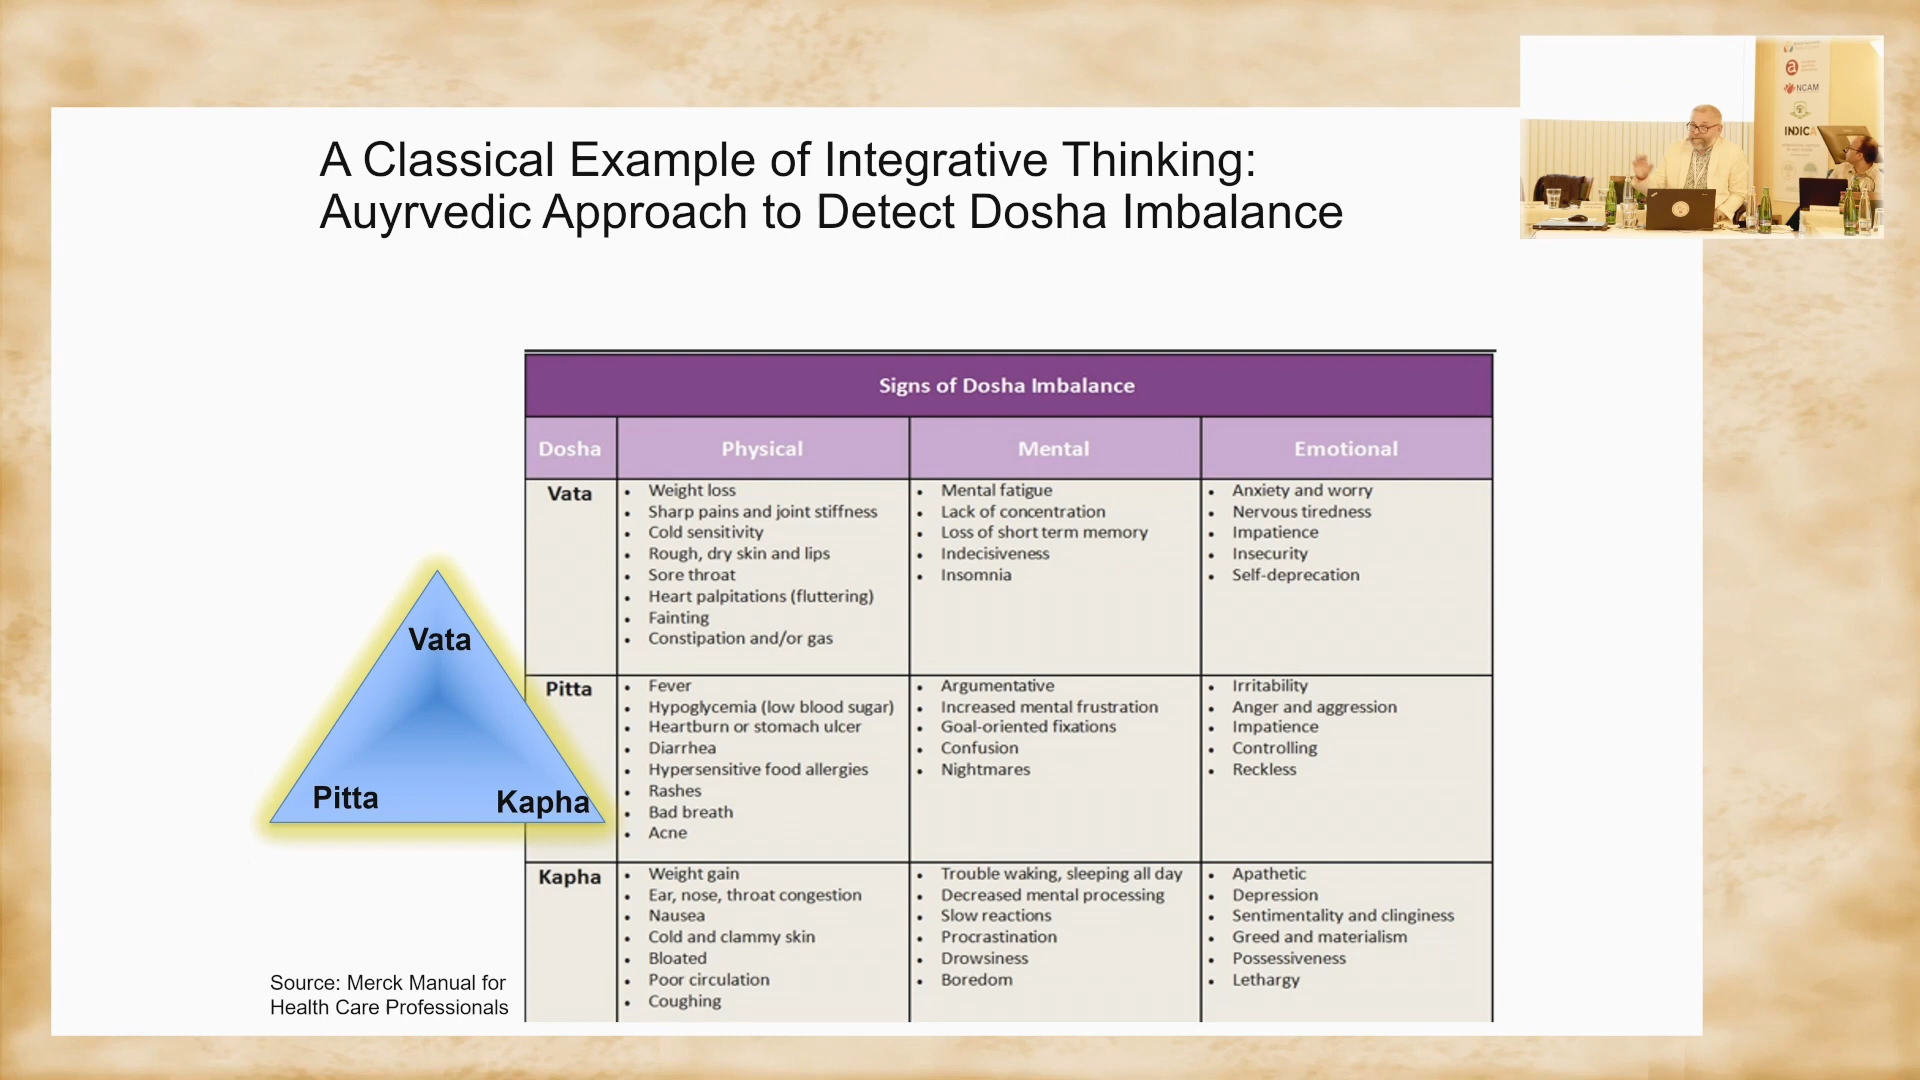 A Classical Example of Integrative Thinking:
Auyrvedic Approach to Detect Dosha Imbalance
NCAM
INDICA
Signs of Dosha Imbalance
Dosha
Physical
Mental
Emotional
Vata
Weight loss
Sharp pains and joint stiffness
Cold sensitivity
Rough, dry skin and lips
Sore throat
Heart palpitations (fluttering)
Fainting
Constipation and/or gas
Mental fatigue
Lack of concentration
Loss of short term memory
Indecisiveness
Insomnia
Anxiety and worry
Nervous tiredness
Impatience
Insecurity
Self-deprecation
Pitta
Fever
Hypoglycemia (low blood sugar)
Heartburn or stomach ulcer
Diarrhea
Hypersensitive food allergies
Rashes
Bad breath
Acne
Argumentative
Increased mental frustration
Goal-oriented fixations
Confusion
Nightmares
Irritability
Anger and aggression
Impatience
Controlling
Reckless
Kapha
Weight gain
Ear, nose, throat congestion
Nausea
Cold and clammy skin
Bloated
Poor circulation
Coughing
Trouble waking, sleeping all day
Decreased mental processing
Slow reactions
Procrastination
Drowsiness
Boredom
Apathetic
Depression
Sentimentality and clinginess
Greed and materialism
Possessiveness
Lethargy
Vata
Pitta
Kapha
Source: Merck Manual for
Health Care Professionals